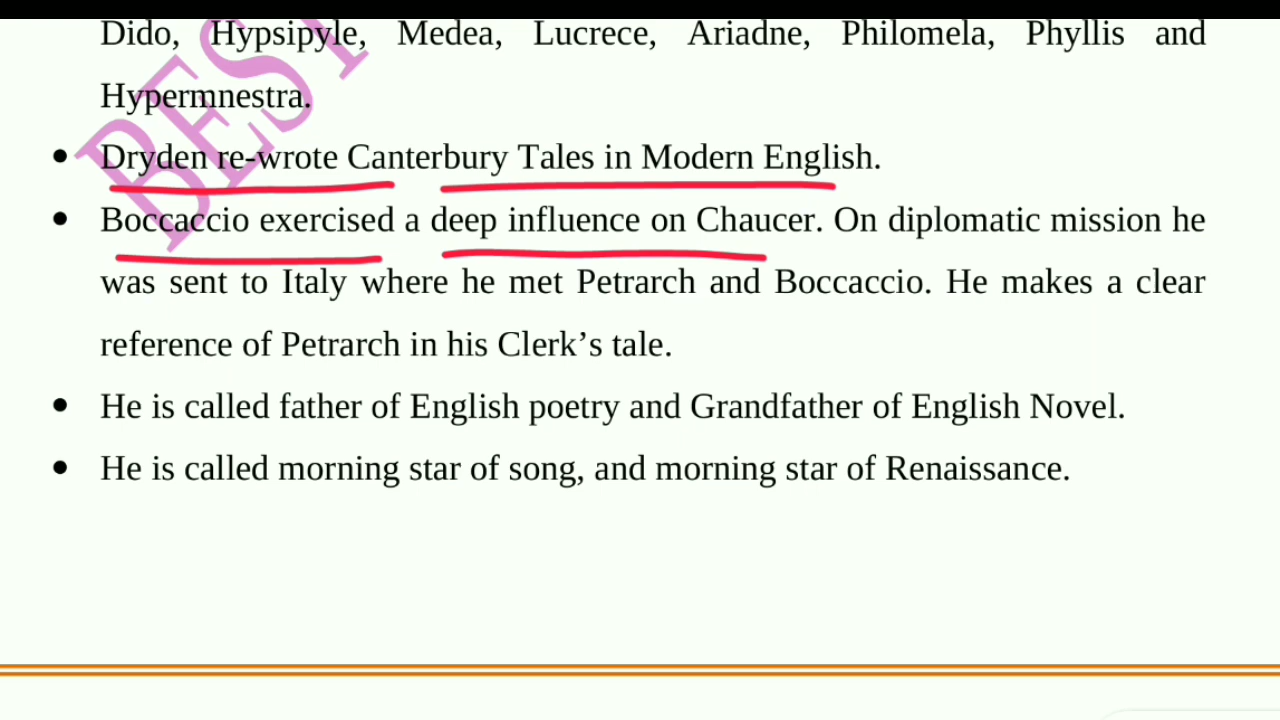 Dido, Hypsipyle, Medea, Lucrece, Ariadne, Philomela, Phyllis and
Hypermnestra.
• Dryden re-wrote Canterbury Tales in Modern English.
• Boccaccio exercised a deep influence on Chaucer. On diplomatic mission he
was sent to Italy where he met Petrarch and Boccaccio. He makes a clear
reference of Petrarch in his Clerk’s tale.
• He is called father of English poetry and Grandfather of English Novel.
• He is called morning star of song, and morning star of Renaissance.
BEST